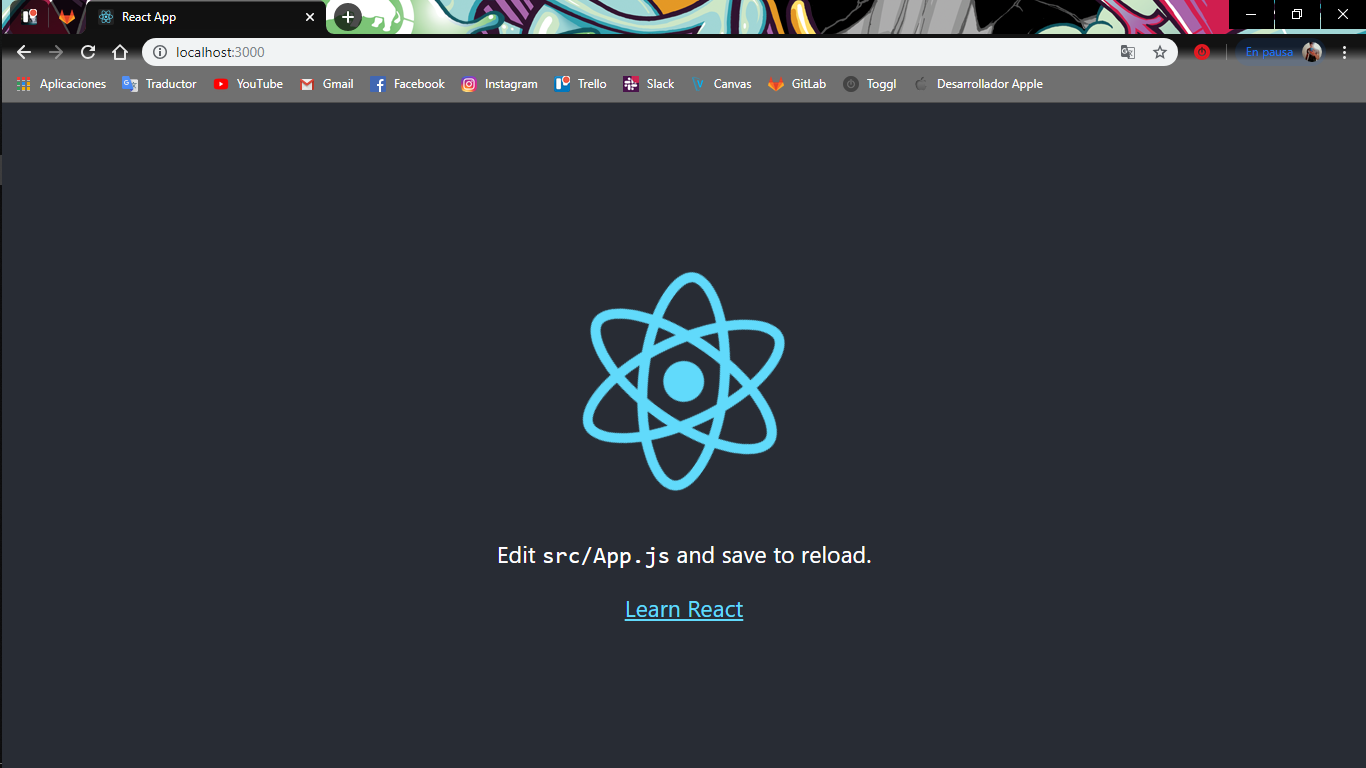 React App
localhost:3000
En pausa
Aplicaciones Traductor YouTube Gmail Facebook Instagram Trello Slack Canvas GitLab Toggl Desarrollador Apple
Edit src/App.js and save to reload.
Learn React